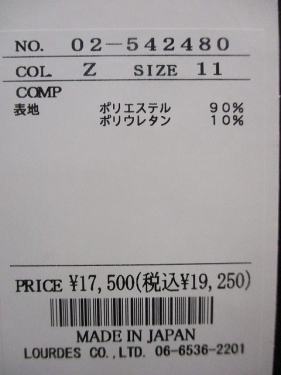 NO. 02-542480
COL. Z SIZE 11
COMP
表地 ポリエステル 90%
ポリウレタン 10%
PRICE ¥17,500(税込¥19,250)
MADE IN JAPAN
LOURDES CO.,LTD. 06-6536-2201